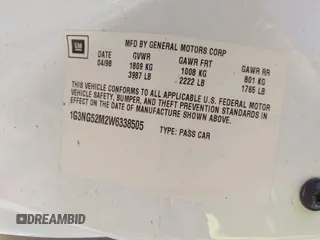 GM
MFD BY GENERAL MOTORS CORP
DATE GVWR GAWR FRT GAWR RR
04/98 1809 KG 1008 KG 801 KG
3987 LB 2222 LB 1765 LB
THIS VEHICLE CONFORMS TO ALL APPLICABLE U.S. FEDERAL MOTOR
VEHICLE SAFETY, BUMPER, AND THEFT PREVENTION STANDARDS IN
EFFECT ON THE DATE OF MANUFACTURE SHOWN ABOVE.
1G3NG52M2W6338505 TYPE: PASS CAR
DREAMBID